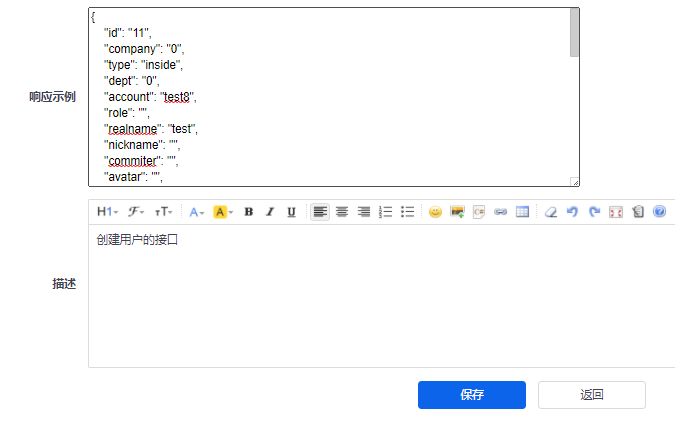 {
"id": "11",
"company": "0",
"type": "inside",
"dept": "0",
"account": "test8",
"role": "",
响应示例
"realname": "test",
"nickname": "",
"commiter": "",
"avatar": "",
H1 ℱ TT A A B I U
创建用户的接口
描述
保存 返回